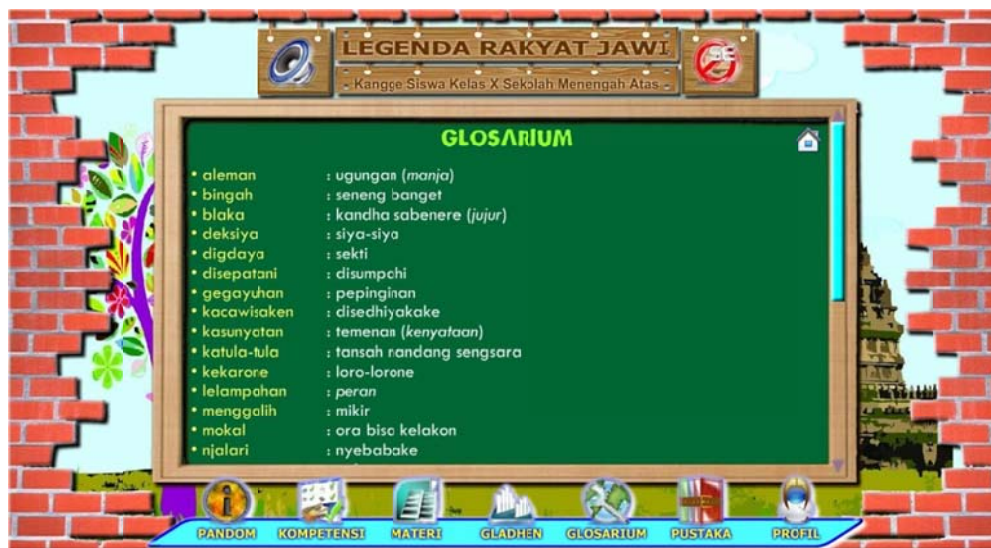 LEGENDA RAKYAT JAWI
Kangge Siswa Kelas X Sekolah Menengah Atas
GLOSARIUM
• aleman : ugungan (manja)
• bingah : seneng banget
• blaka : kandha sabenere (jujur)
• deksiya : siya-siya
• digdaya : sekti
• disepatani : disumpahi
• gegayuhan : pepinginan
• kacawisaken : disedhiyakake
• kasunyatan : temenan (kenyataan)
• katula-tula : tansah nandang sengsara
• kekarore : loro-lorone
• lelampahan : peran
• menggalih : mikir
• mokal : ora bisa kelakon
• njalari : nyebabake
PANDOM KOMPETENSI MATERI GLADHEN GLOSARIUM PUSTAKA PROFIL